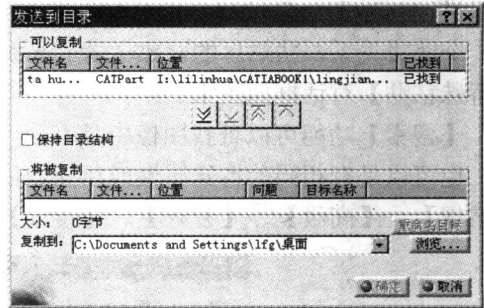 发送到目录
可以复制
文件名 文件... 位置 已找到
ta hu... CATPart I:\lilinhua\CATIABOOK1\lingjian... 已找到
保持目录结构
将被复制
文件名 文件... 位置 问题 目标名称
大小: 0字节
重命名目标
复制到: C:\Documents and Settings\lfg\桌面 浏览...
确定 取消